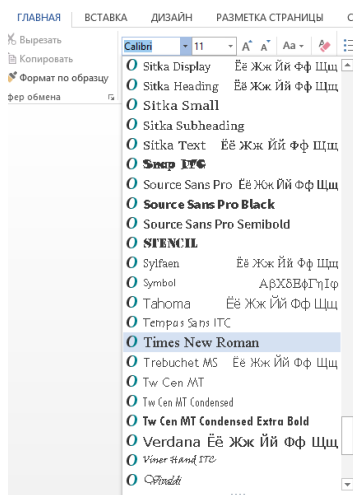 ГЛАВНАЯ ВСТАВКА ДИЗАЙН РАЗМЕТКА СТРАНИЦЫ
Вырезать
Копировать
Формат по образцу
фер обмена
Calibri 11 A A Aa
O Sitka Display Ёё Жж Йй Фф Щщ
O Sitka Heading Ёё Жж Йй Фф Щщ
O Sitka Small
O Sitka Subheading
O Sitka Text Ёё Жж Йй Фф Щщ
O Snap ITC
O Source Sans Pro Ёё Жж Йй Фф Щщ
O Source Sans Pro Black
O Source Sans Pro Semibold
O STENCIL
O Sylfaen Ёё Жж Йй Фф Щщ
O Symbol ΑβΧδΕϕΓηΙφ
O Tahoma Ёё Жж Йй Фф Щщ
O Tempus Sans ITC
O Times New Roman
O Trebuchet MS Ёё Жж Йй Фф Щщ
O Tw Cen MT
O Tw Cen MT Condensed
O Tw Cen MT Condensed Extra Bold
O Verdana Ёё Жж Йй Фф Щщ
O Viner Hand ITC
O Vivaldi